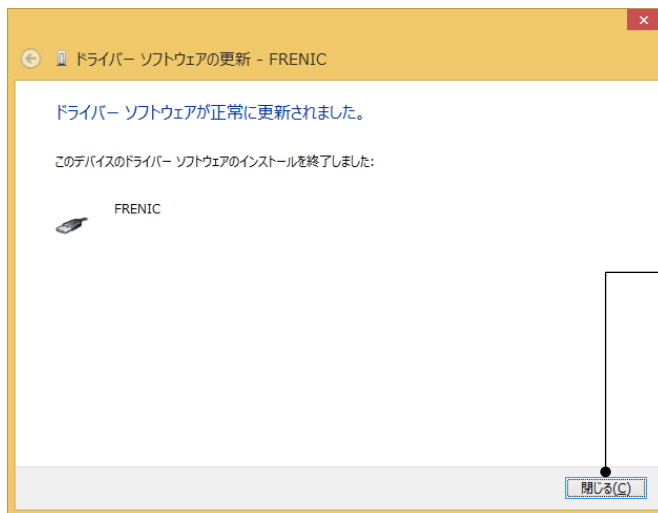 ドライバー ソフトウェアの更新 - FRENIC
ドライバー ソフトウェアが正常に更新されました。
このデバイスのドライバー ソフトウェアのインストールを終了しました:
FRENIC
閉じる(C)